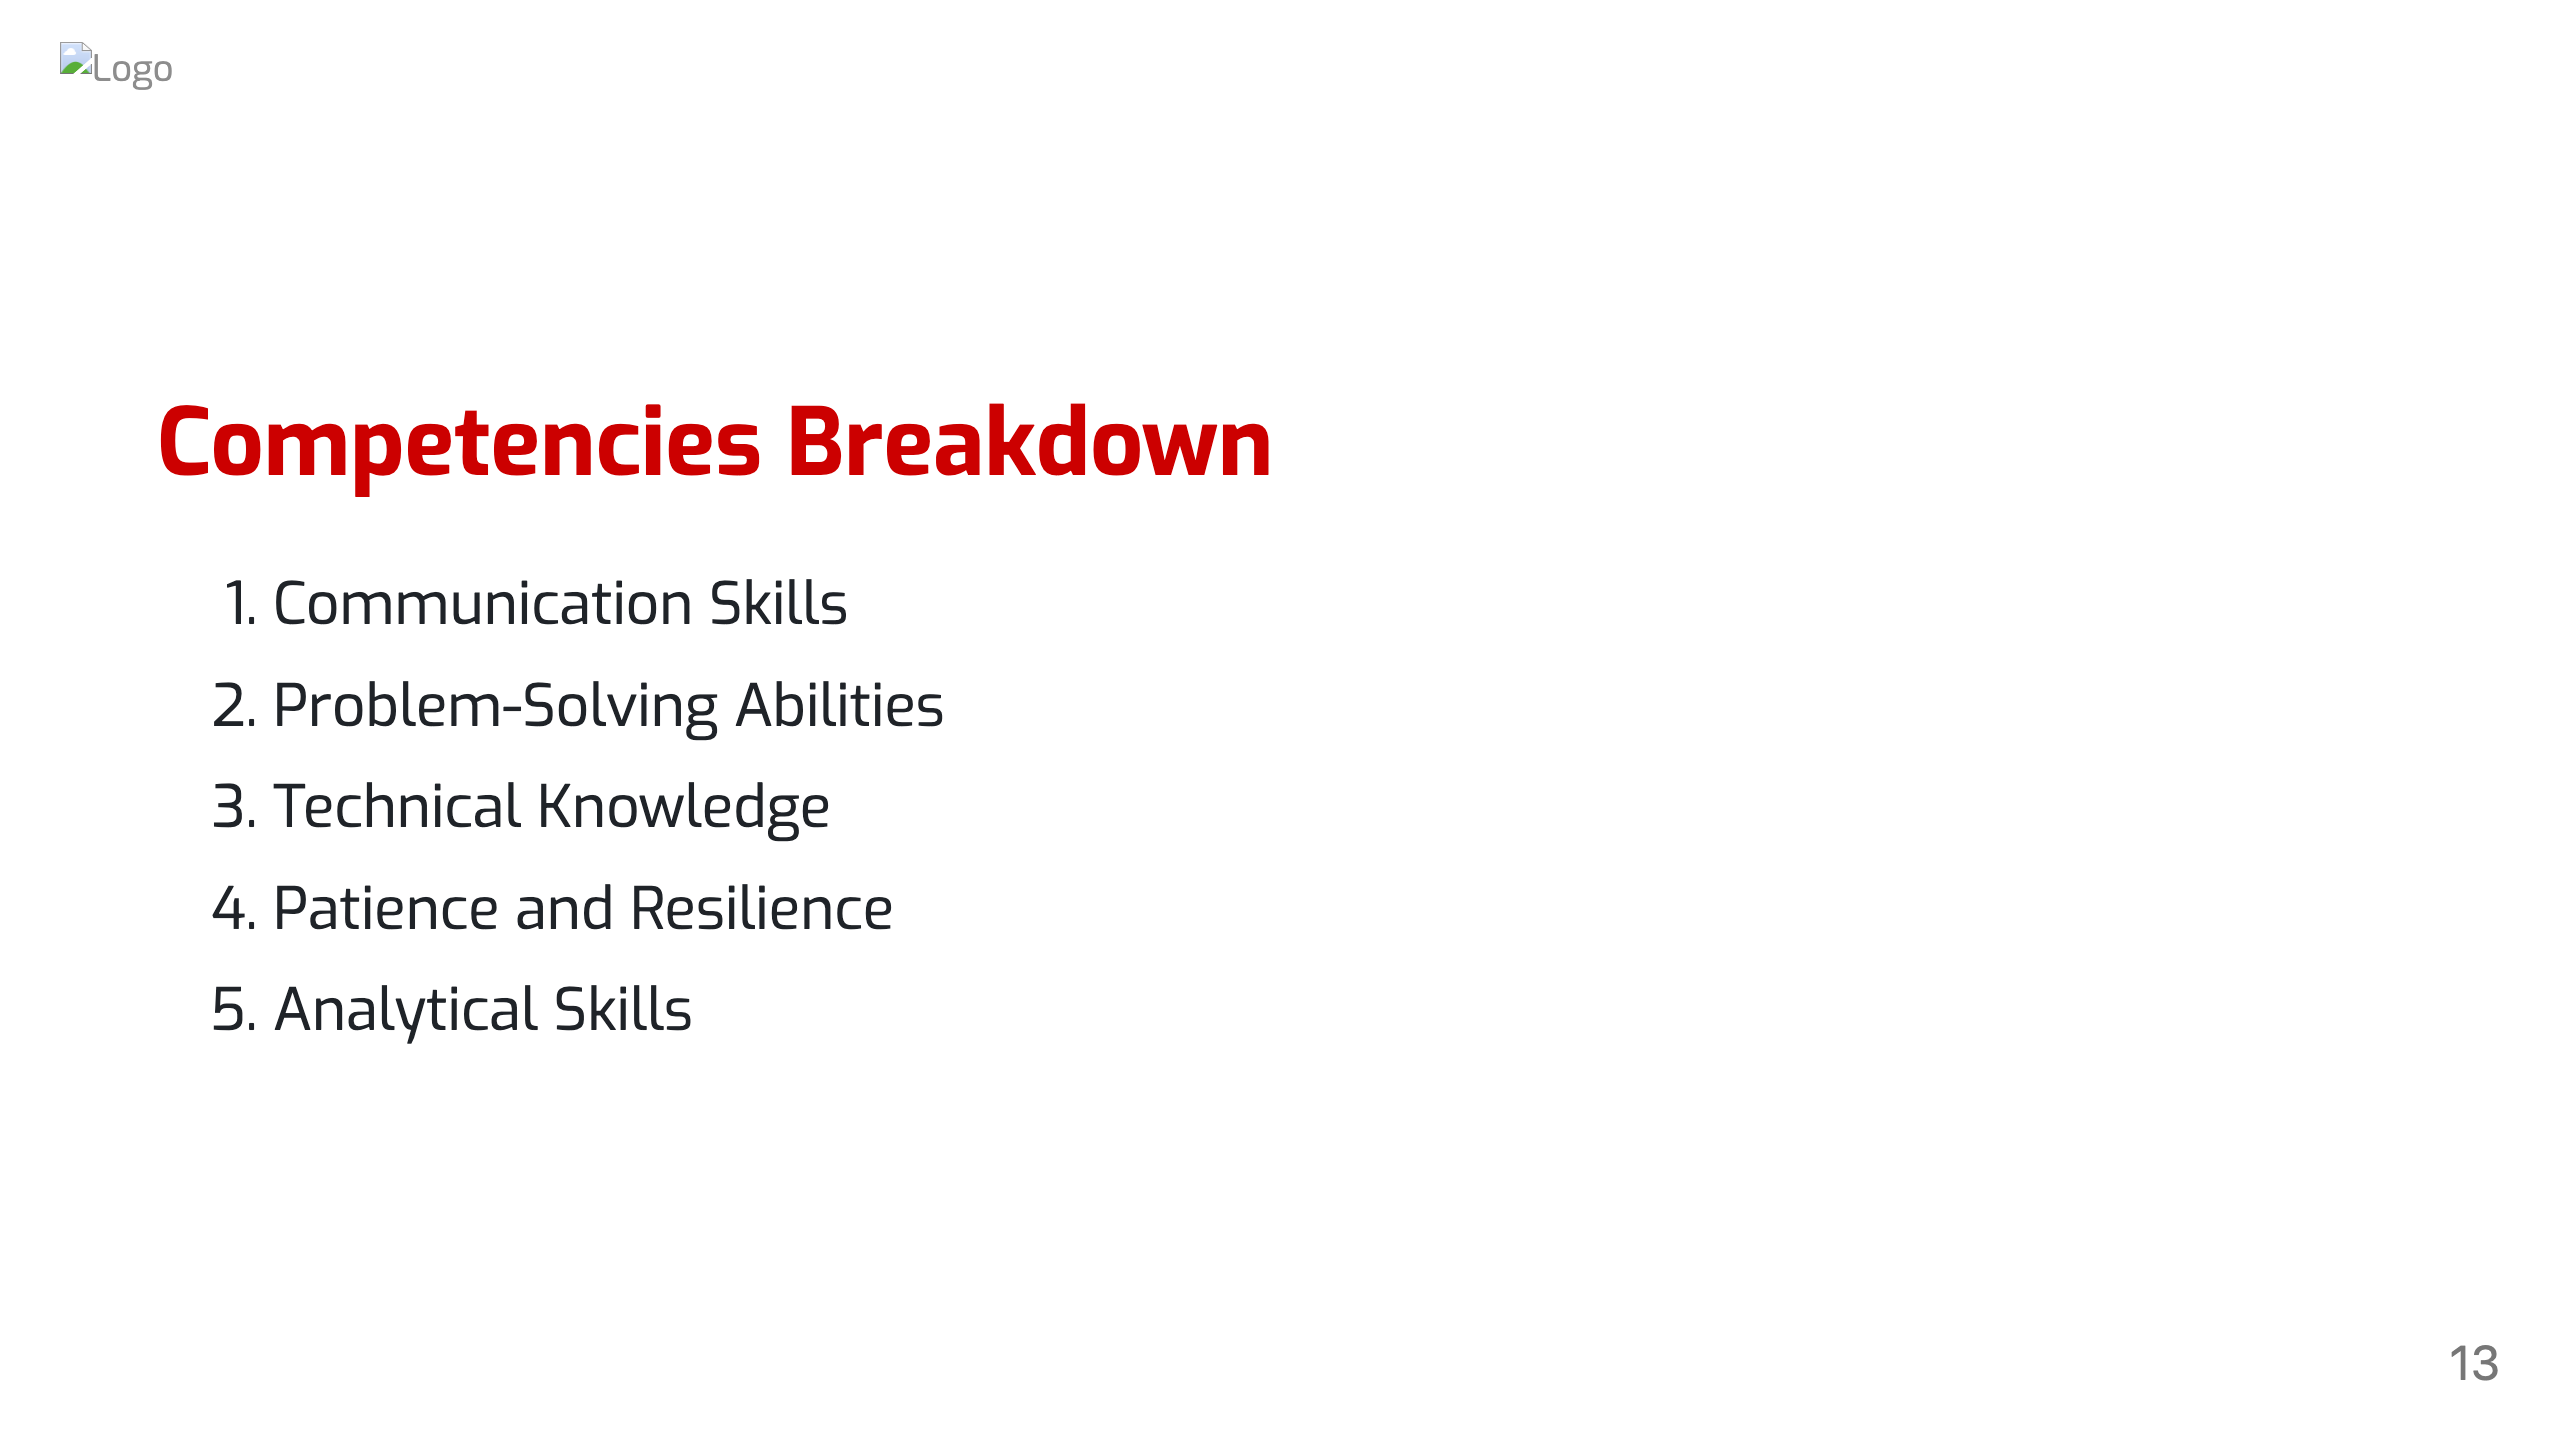 Logo
Competencies Breakdown
1. Communication Skills
2. Problem-Solving Abilities
3. Technical Knowledge
4. Patience and Resilience
5. Analytical Skills
13